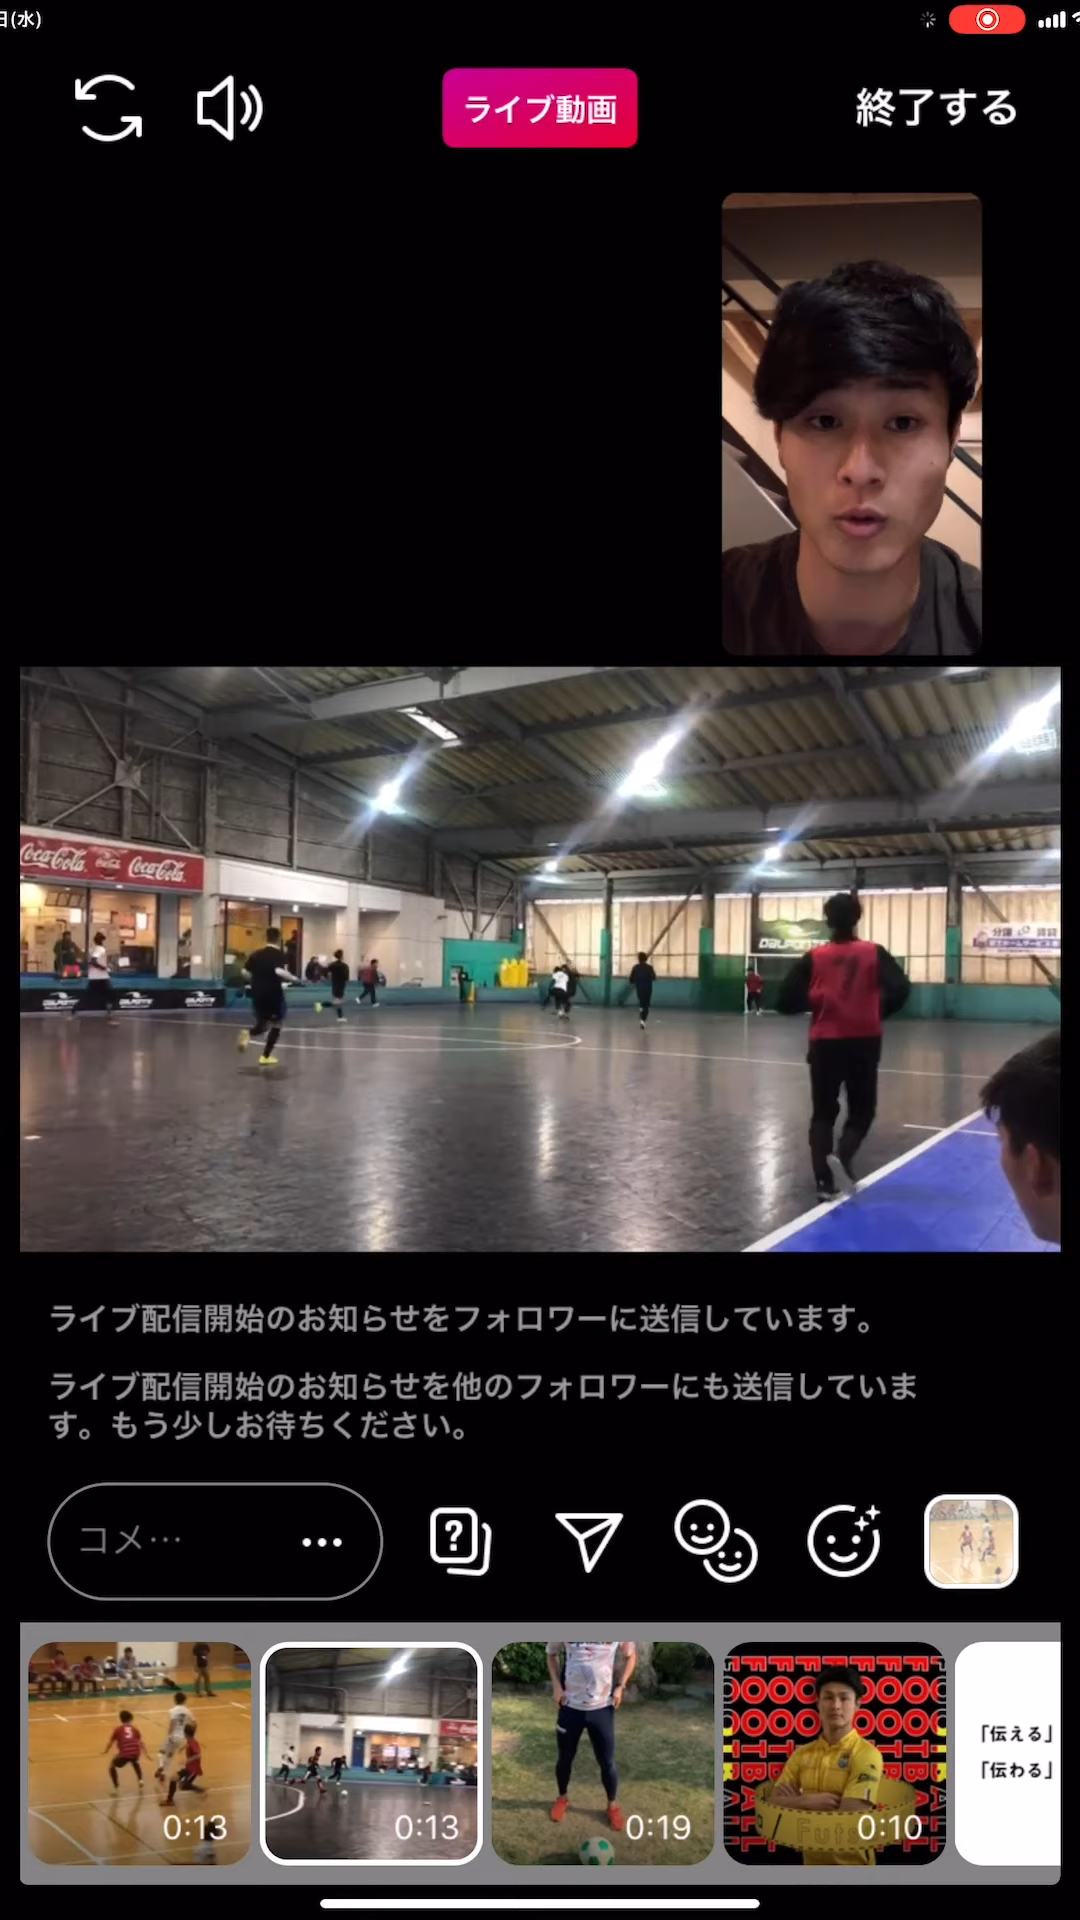 日(水)
ライブ動画
終了する
Coca-Cola
Coca-Cola
DALPONTE
7
ライブ配信開始のお知らせをフォロワーに送信しています。
ライブ配信開始のお知らせを他のフォロワーにも送信していま
す。もう少しお待ちください。
コメ…
0:13
0:13
0:19
0:10
「伝える」
「伝わる」